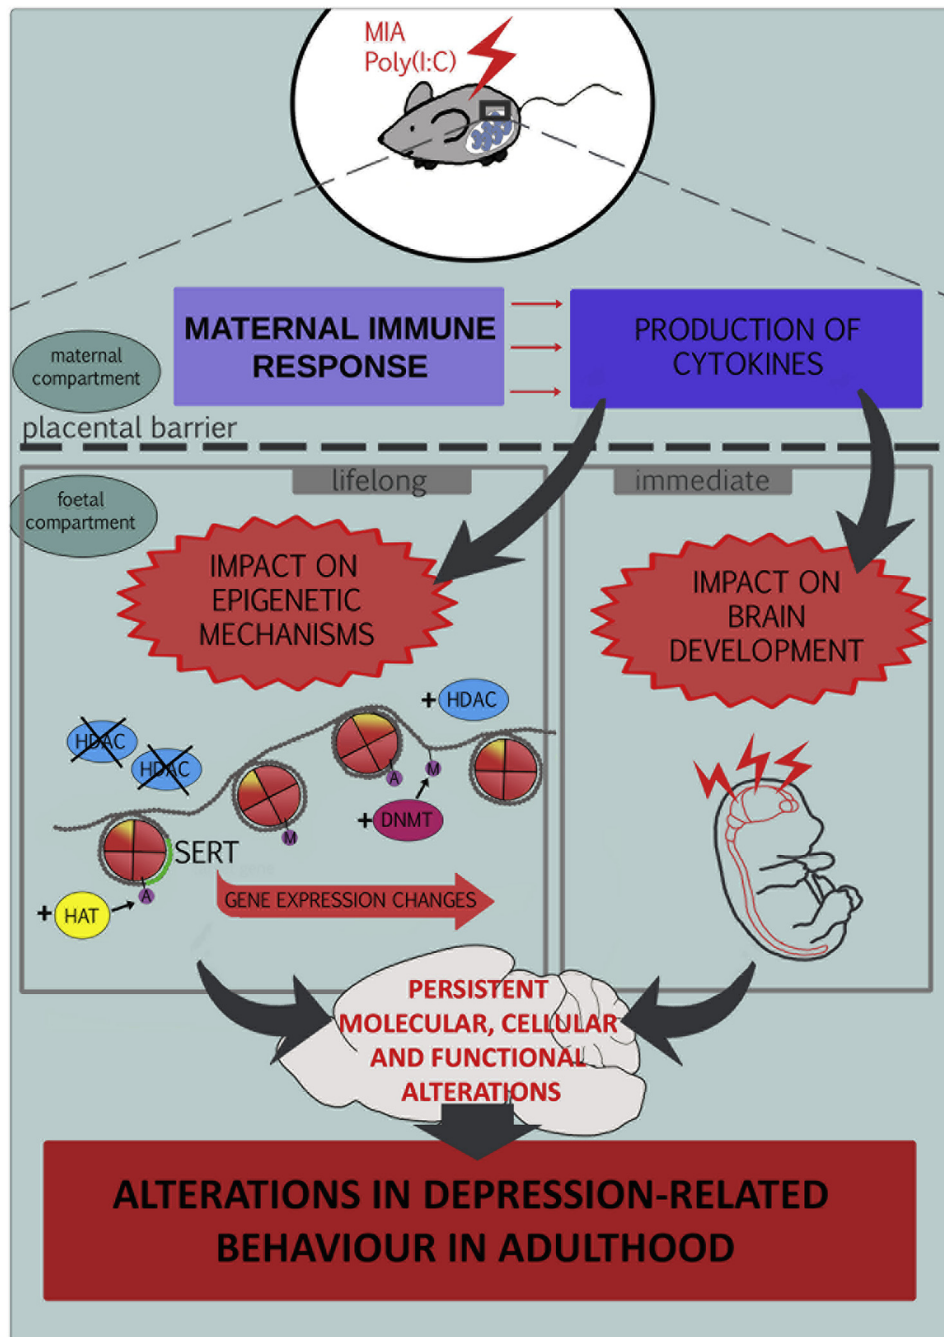 MIA
Poly(I:C)
MATERNAL IMMUNE
RESPONSE
PRODUCTION OF
CYTOKINES
maternal
compartment
placental barrier
lifelong
immediate
foetal
compartment
IMPACT ON
EPIGENETIC
MECHANISMS
IMPACT ON
BRAIN
DEVELOPMENT
+ HDAC
HDAC
HDAC
A
M
M
+ DNMT
SERT
A
+ HAT
GENE EXPRESSION CHANGES
PERSISTENT
MOLECULAR, CELLULAR
AND FUNCTIONAL
ALTERATIONS
ALTERATIONS IN DEPRESSION-RELATED
BEHAVIOUR IN ADULTHOOD